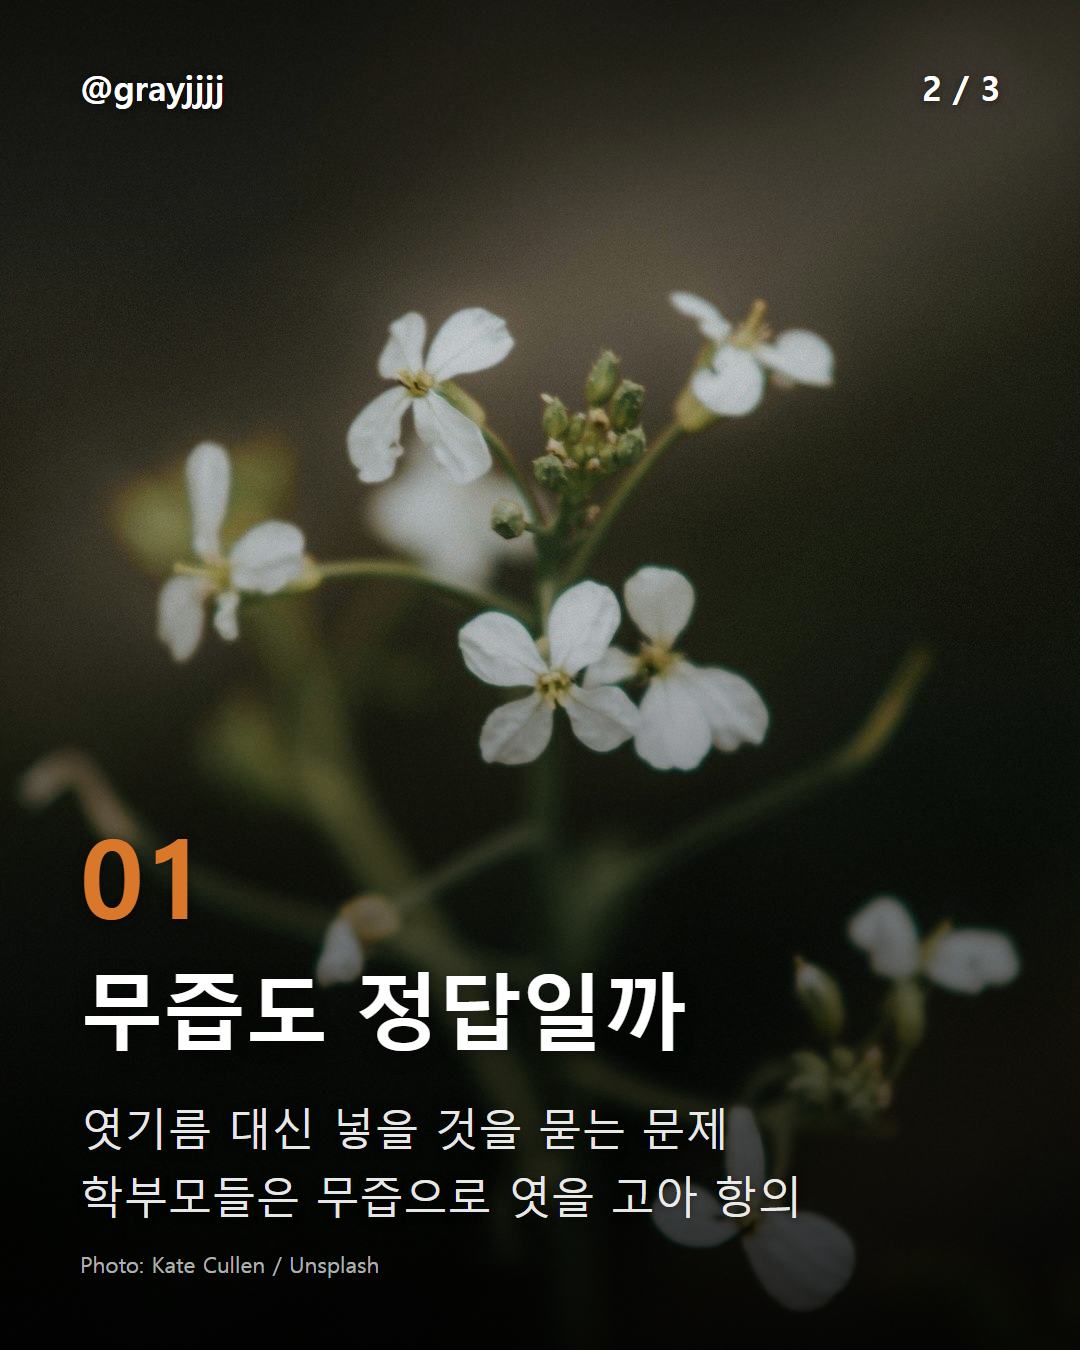 @grayjjjj
2 / 3
01
무즙도 정답일까
엿기름 대신 넣을 것을 묻는 문제
학부모들은 무즙으로 엿을 고아 항의
Photo: Kate Cullen / Unsplash